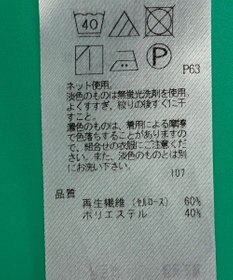 40
P
P63
ネット使用。
淡色のものは無蛍光洗剤を使用。
よくすすぎ、絞りの後すぐに干
すこと。
濃色のものは、着用による摩擦
で色落ちすることがありますの
で、組合せの衣服にご注意くだ
さい。また、淡色のものとは別
にお洗い下さい。
107
品質
再生繊維（セルロース） 60%
ポリエステル 40%